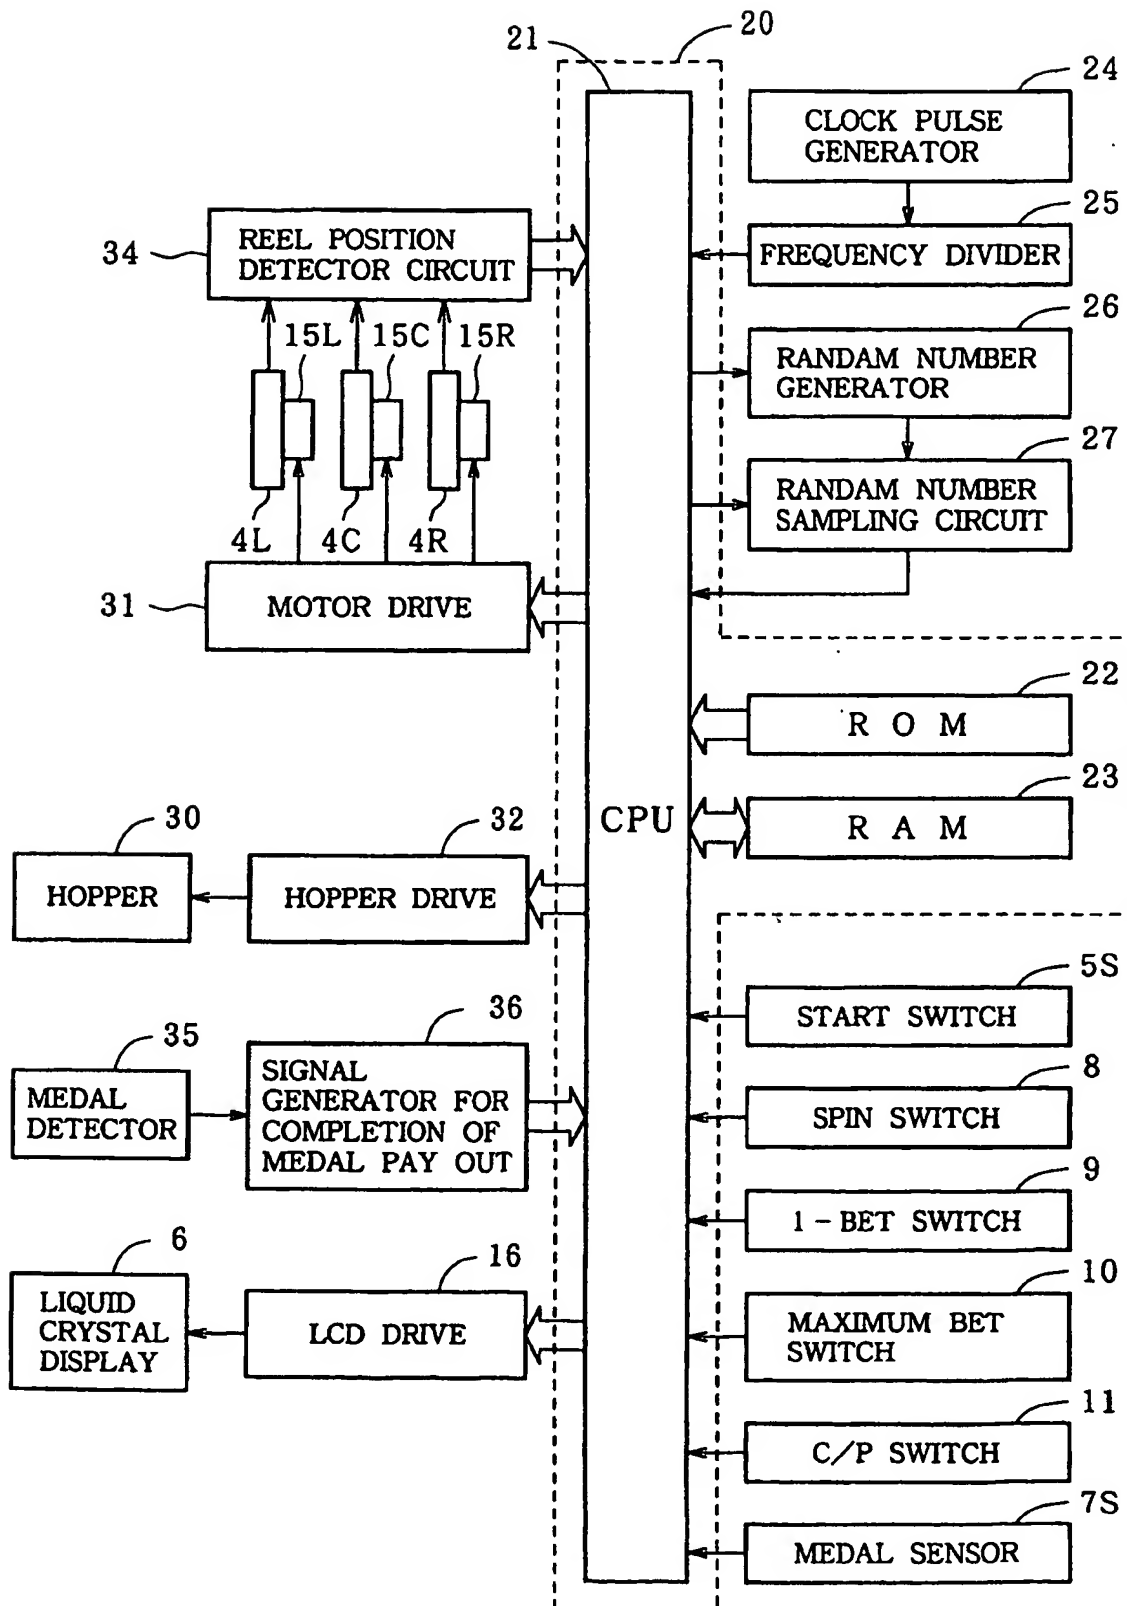 20
21
24
CLOCK PULSE
GENERATOR
25
FREQUENCY DIVIDER
34
REEL POSITION
DETECTOR CIRCUIT
26
RANDAM NUMBER
GENERATOR
15L 15C 15R
27
RANDAM NUMBER
SAMPLING CIRCUIT
4L 4C 4R
31
MOTOR DRIVE
22
R O M
23
R A M
CPU
30
HOPPER
32
HOPPER DRIVE
5S
START SWITCH
35
MEDAL
DETECTOR
36
SIGNAL
GENERATOR FOR
COMPLETION OF
MEDAL PAY OUT
8
SPIN SWITCH
9
1-BET SWITCH
6
LIQUID
CRYSTAL
DISPLAY
16
LCD DRIVE
10
MAXIMUM BET
SWITCH
11
C/P SWITCH
7S
MEDAL SENSOR